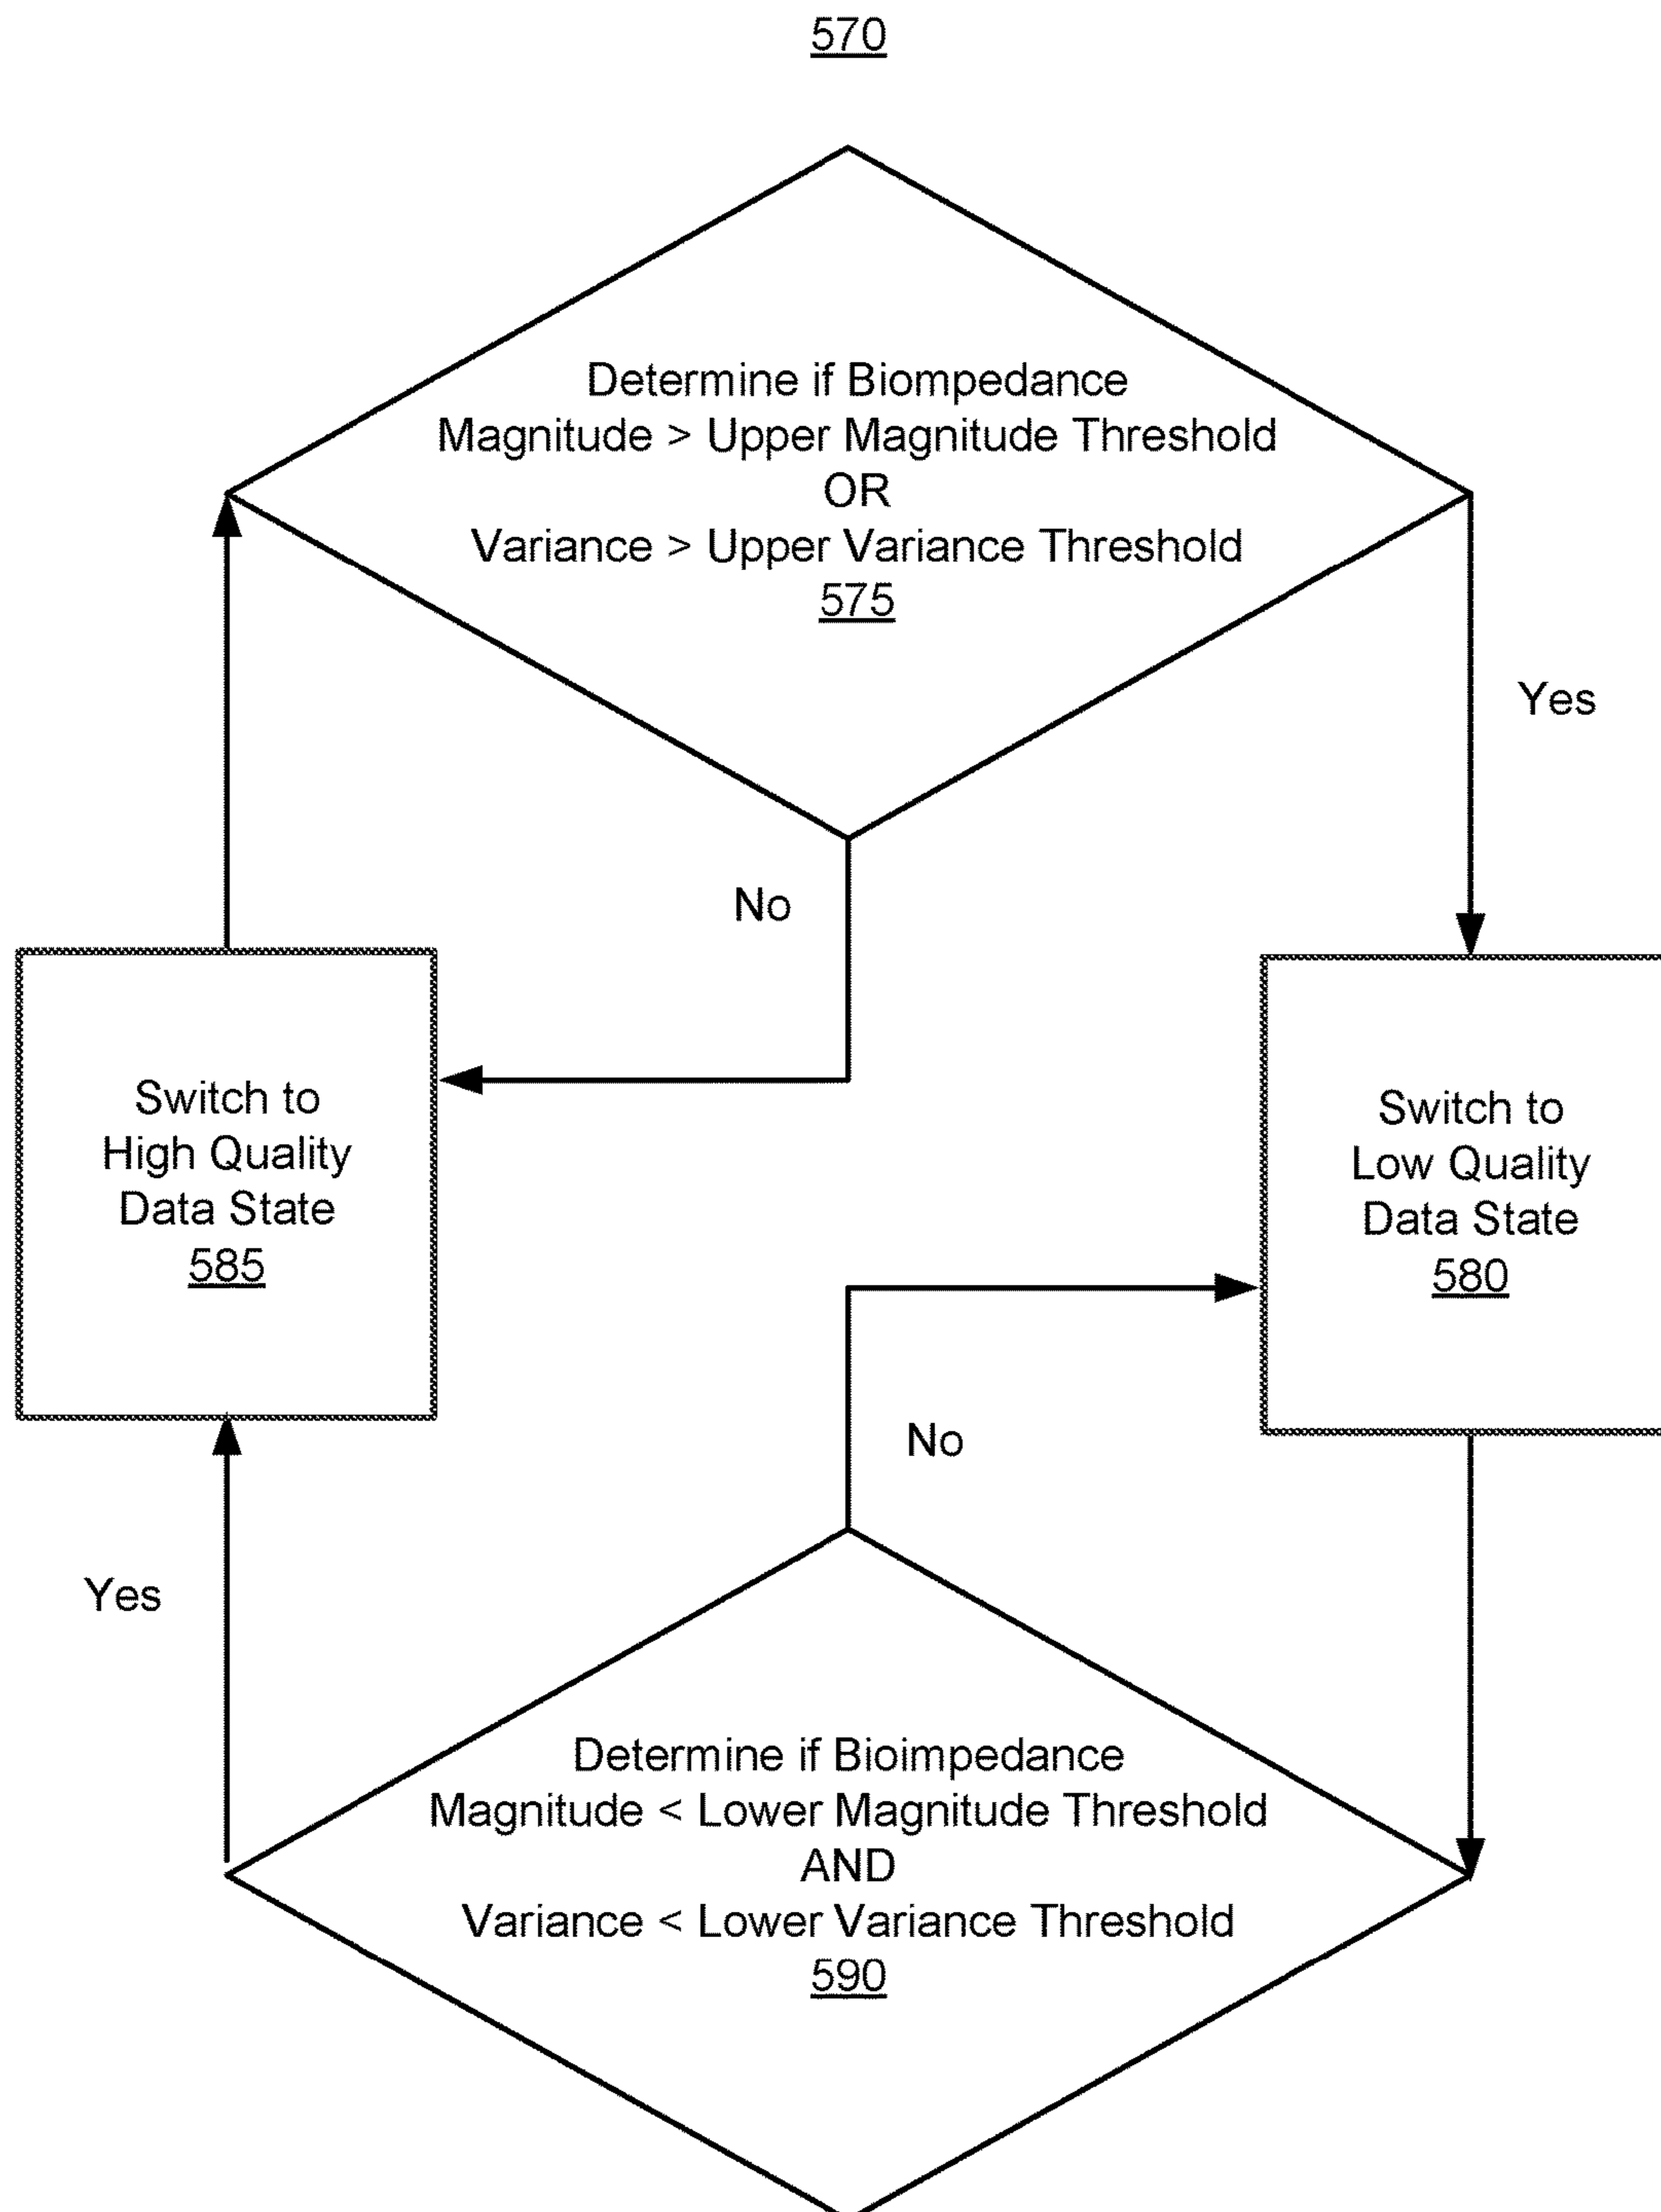 570
Determine if Biompedance
Magnitude > Upper Magnitude Threshold
OR
Variance > Upper Variance Threshold
575
Yes
No
Switch to
High Quality
Data State
585
Switch to
Low Quality
Data State
580
No
Yes
Determine if Bioimpedance
Magnitude < Lower Magnitude Threshold
AND
Variance < Lower Variance Threshold
590